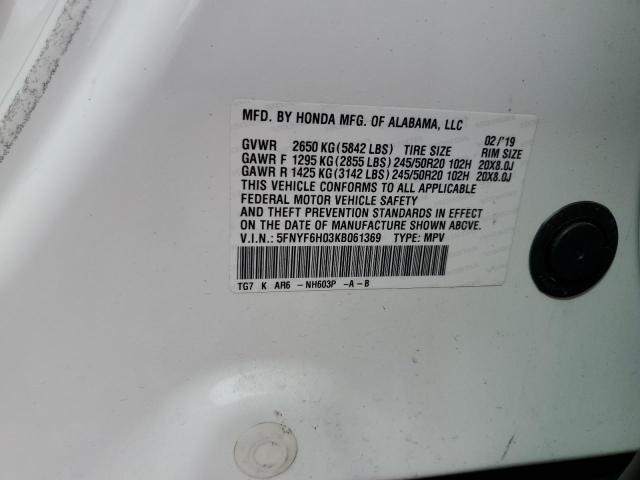 MFD. BY HONDA MFG. OF ALABAMA, LLC
02/'19
GVWR 2650 KG(5842 LBS) TIRE SIZE RIM SIZE
GAWR F 1295 KG(2855 LBS) 245/50R20 102H 20X8.0J
GAWR R 1425 KG(3142 LBS) 245/50R20 102H 20X8.0J
THIS VEHICLE CONFORMS TO ALL APPLICABLE
FEDERAL MOTOR VEHICLE SAFETY
AND THEFT PREVENTION STANDARDS IN EFFECT
ON THE DATE OF MANUFACTURE SHOWN ABOVE.
V.I.N.: 5FNYF6H03KB061369 TYPE: MPV
TG7 K AR6 -NH603P -A-B